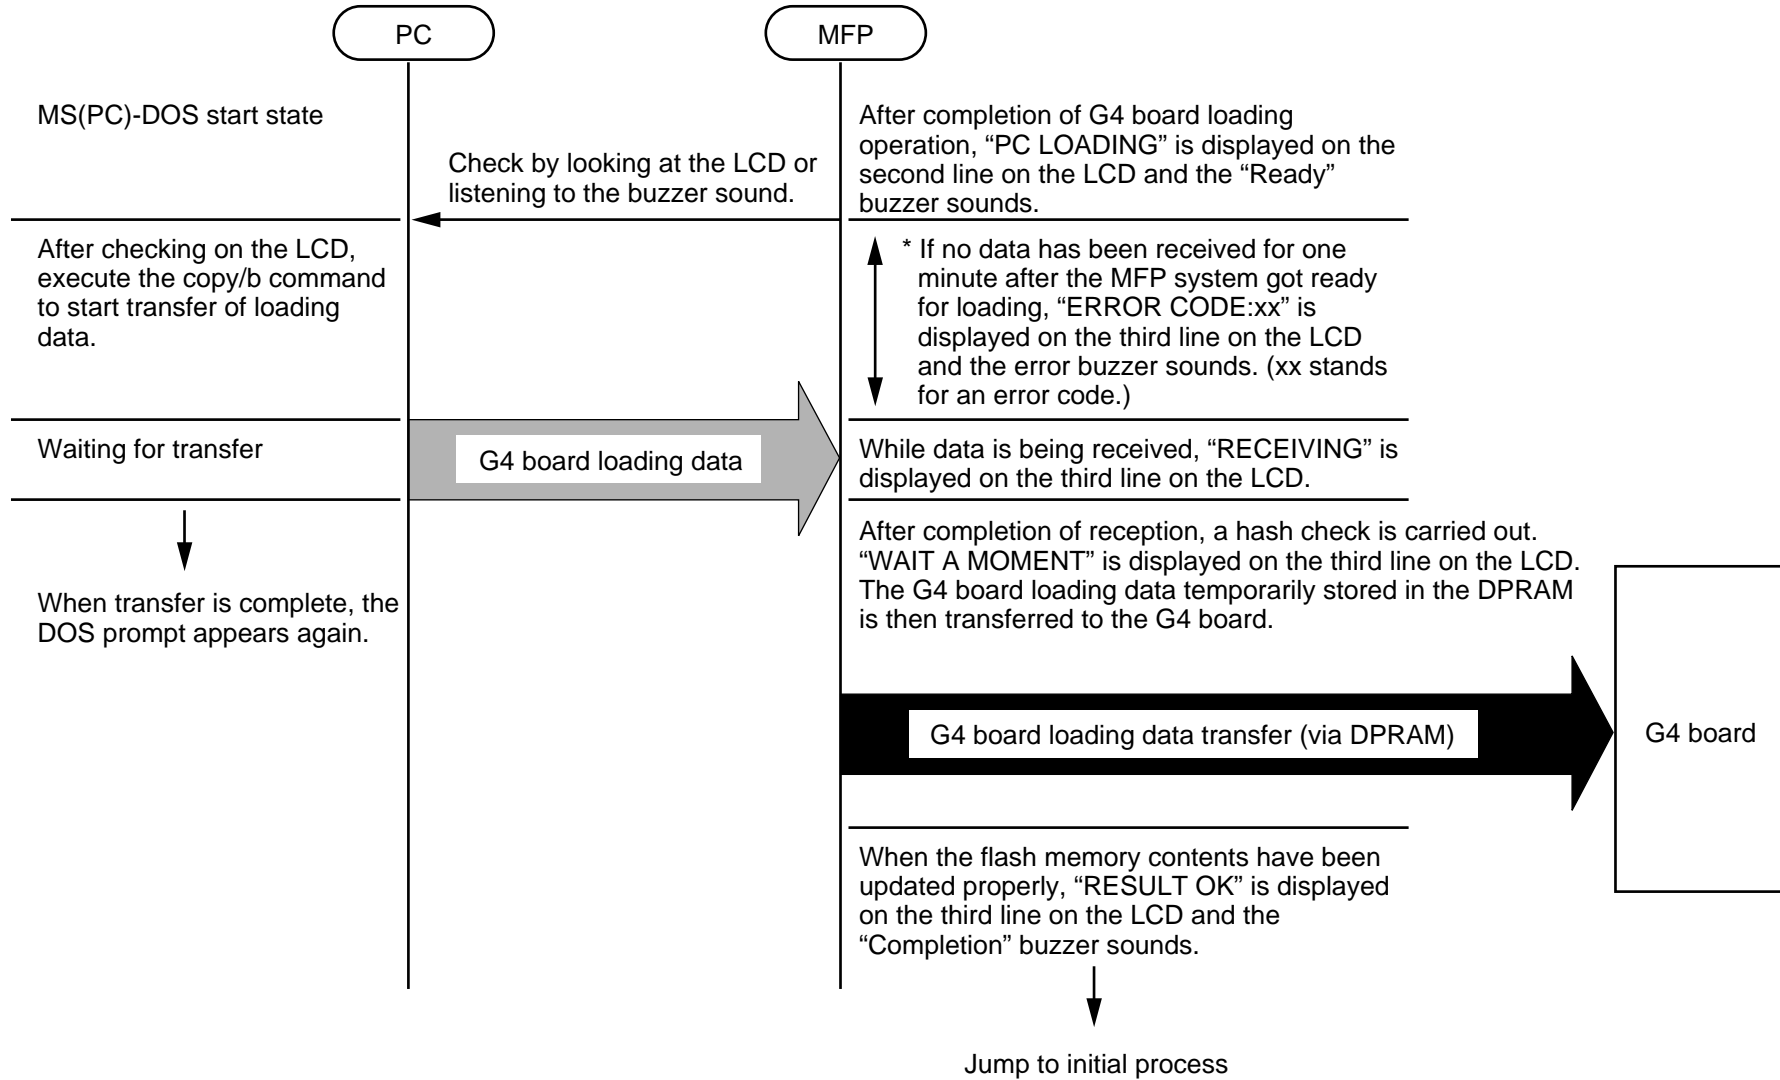 PC
MFP
MS(PC)-DOS start state
Check by looking at the LCD or
listening to the buzzer sound.
After completion of G4 board loading
operation, “PC LOADING” is displayed on the
second line on the LCD and the “Ready”
buzzer sounds.
After checking on the LCD,
execute the copy/b command
to start transfer of loading
data.
* If no data has been received for one
minute after the MFP system got ready
for loading, “ERROR CODE:xx” is
displayed on the third line on the LCD
and the error buzzer sounds. (xx stands
for an error code.)
Waiting for transfer
G4 board loading data
While data is being received, “RECEIVING” is
displayed on the third line on the LCD.
When transfer is complete, the
DOS prompt appears again.
After completion of reception, a hash check is carried out.
“WAIT A MOMENT” is displayed on the third line on the LCD.
The G4 board loading data temporarily stored in the DPRAM
is then transferred to the G4 board.
G4 board loading data transfer (via DPRAM)
G4 board
When the flash memory contents have been
updated properly, “RESULT OK” is displayed
on the third line on the LCD and the
“Completion” buzzer sounds.
Jump to initial process